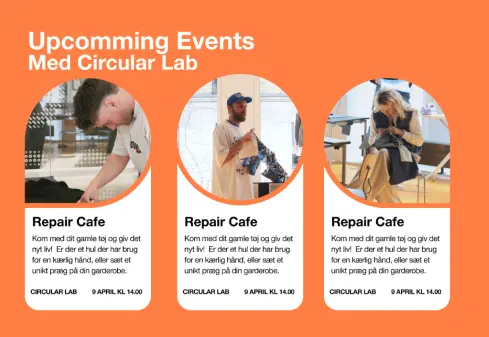 Upcomming Events
Med Circular Lab
Repair Cafe
Kom med dit gamle tøj og giv det
nyt liv! Er der et hul der har brug
for en kærlig hånd, eller sæt et
unikt præg på din garderobe.
CIRCULAR LAB 9 APRIL KL 14.00
Repair Cafe
Kom med dit gamle tøj og giv det
nyt liv! Er der et hul der har brug
for en kærlig hånd, eller sæt et
unikt præg på din garderobe.
CIRCULAR LAB 9 APRIL KL 14.00
Repair Cafe
Kom med dit gamle tøj og giv det
nyt liv! Er der et hul der har brug
for en kærlig hånd, eller sæt et
unikt præg på din garderobe.
CIRCULAR LAB 9 APRIL KL 14.00